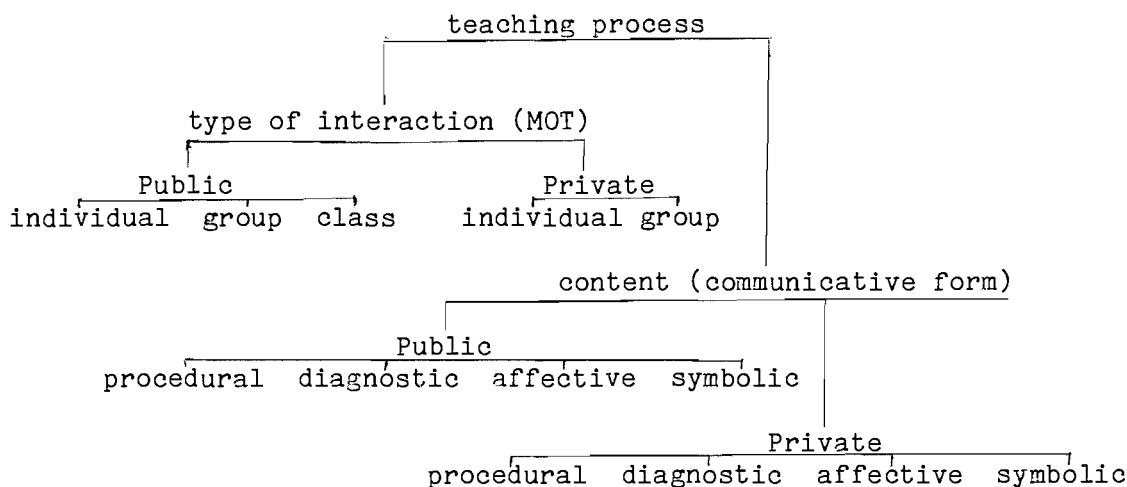 teaching process
type of interaction (MOT)
Public Private
individual group class individual group
content (communicative form)
Public
procedural diagnostic affective symbolic
Private
procedural diagnostic affective symbolic